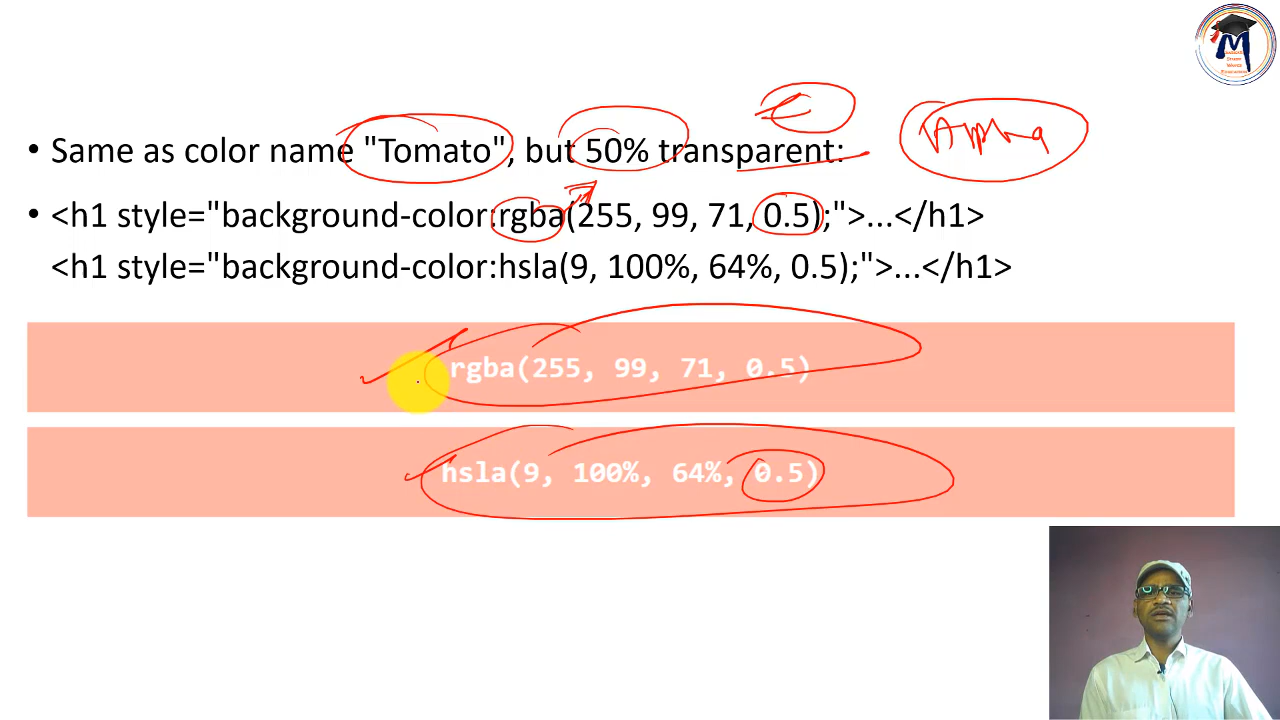 • Same as color name "Tomato", but 50% transparent:
Alpha
• <h1 style="background-color:rgba(255, 99, 71, 0.5);">...</h1>
<h1 style="background-color:hsla(9, 100%, 64%, 0.5);">...</h1>
rgba(255, 99, 71, 0.5)
hsla(9, 100%, 64%, 0.5)